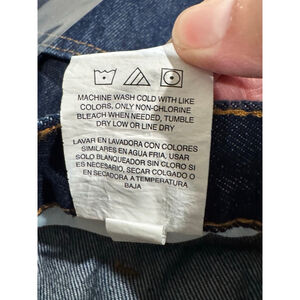 MACHINE WASH COLD WITH LIKE
COLORS, ONLY NON-CHLORINE
BLEACH WHEN NEEDED, TUMBLE
DRY LOW OR LINE DRY
LAVAR EN LAVADORA CON COLORES
SIMILARES EN AGUA FRIA, USAR
SOLO BLANQUEADOR SIN CLORO SI
ES NECESARIO, SECAR COLGADO O
EN SECADORA A TEMPERATURA
BAJA